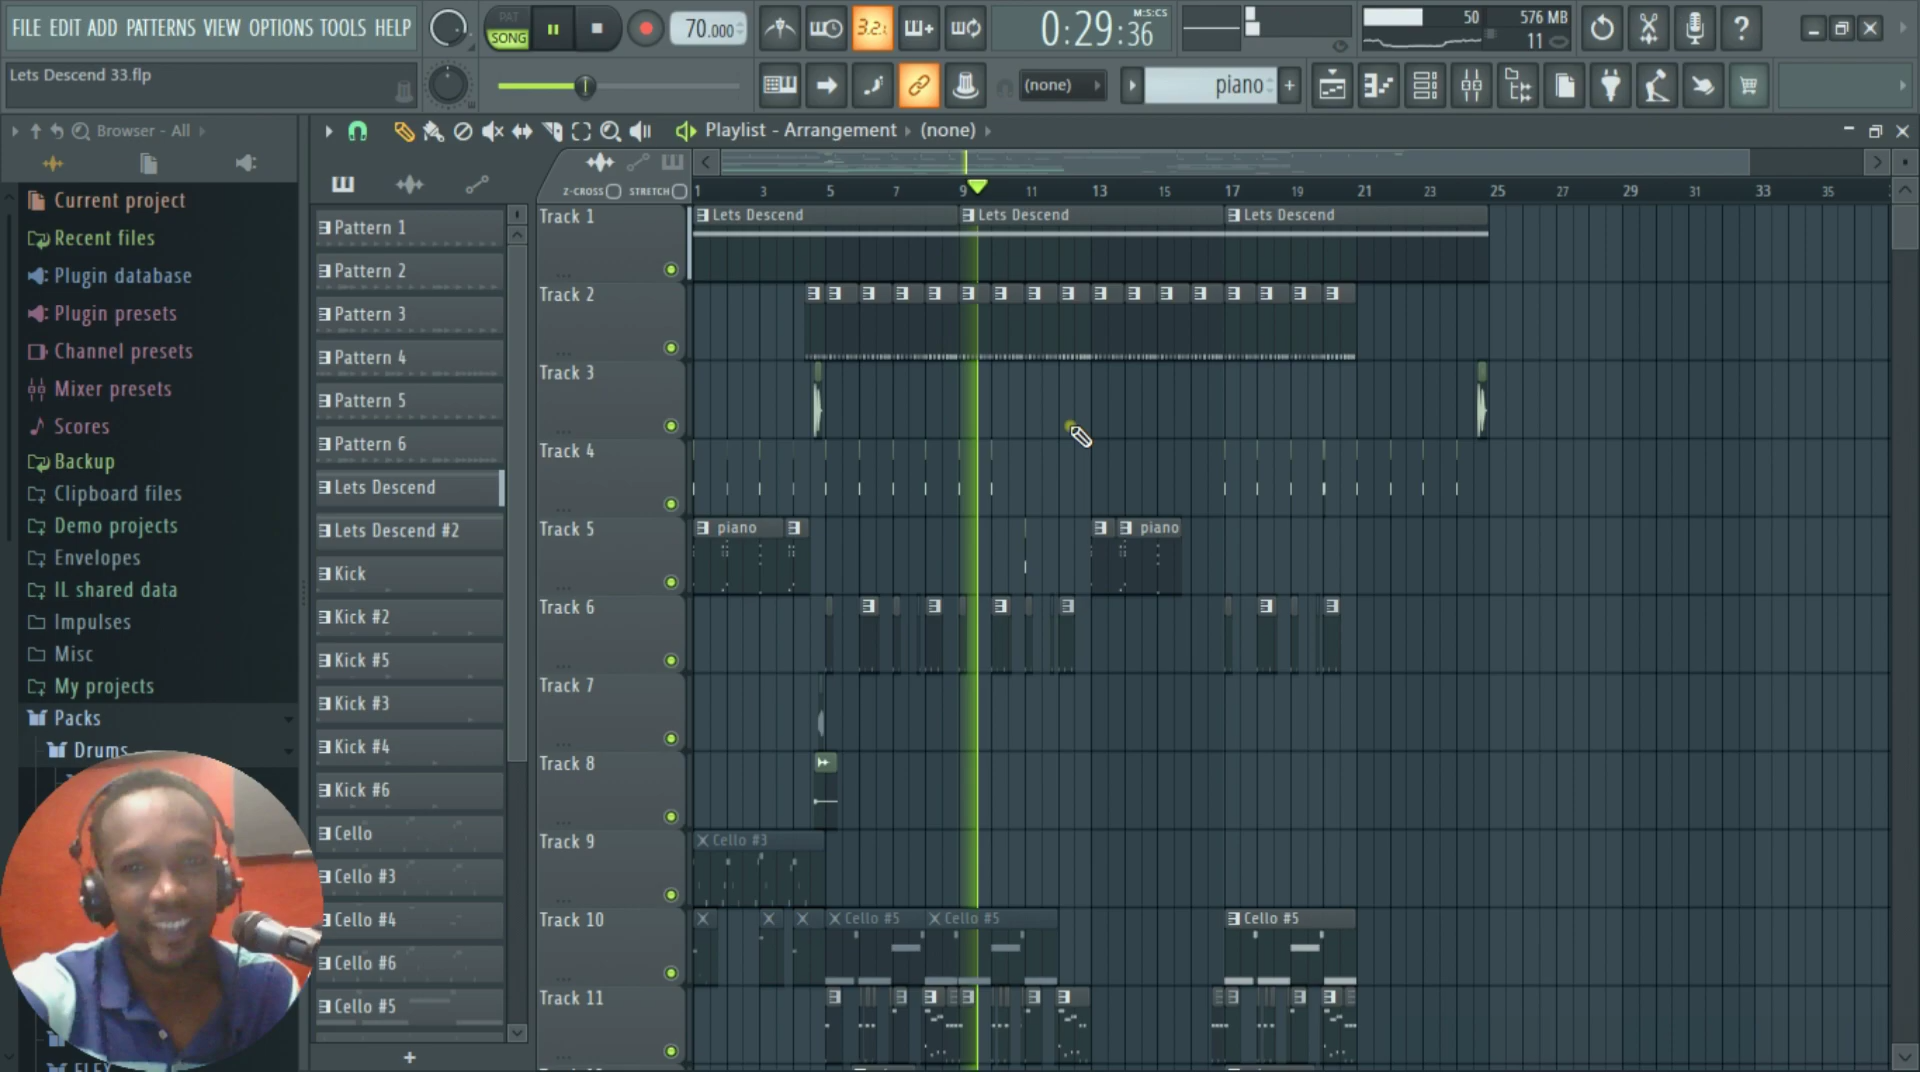 FILE EDIT ADD PATTERNS VIEW OPTIONS TOOLS HELP
PAT
SONG
70.000
3.2.
0:29:36
M:S:CS
50
576 MB
11
Lets Descend 33.flp
(none)
piano
Browser - All
Playlist - Arrangement
(none)
Z-CROSS
STRETCH
1 3 5 7 9 11 13 15 17 19 21 23 25 27 29 31 33 35
Current project
Recent files
Plugin database
Plugin presets
Channel presets
Mixer presets
Scores
Backup
Clipboard files
Demo projects
Envelopes
IL shared data
Impulses
Misc
My projects
Packs
Drums
FLEX
Pattern 1
Pattern 2
Pattern 3
Pattern 4
Pattern 5
Pattern 6
Lets Descend
Lets Descend #2
Kick
Kick #2
Kick #5
Kick #3
Kick #4
Kick #6
Cello
Cello #3
Cello #4
Cello #6
Cello #5
Track 1
Lets Descend
Lets Descend
Lets Descend
Track 2
Track 3
Track 4
Track 5
piano
piano
Track 6
Track 7
Track 8
Track 9
Cello #3
Track 10
Cello #5
Cello #5
Cello #5
Track 11